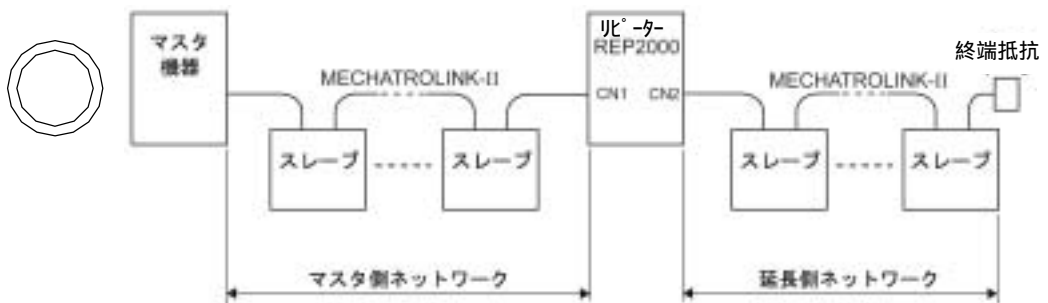 マスタ
機器
MECHATROLINK-II
スレーブ
スレーブ
ﾘﾋﾟｰﾀｰ
REP2000
CN1 CN2
MECHATROLINK-II
スレーブ
スレーブ
終端抵抗
マスタ側ネットワーク
延長側ネットワーク